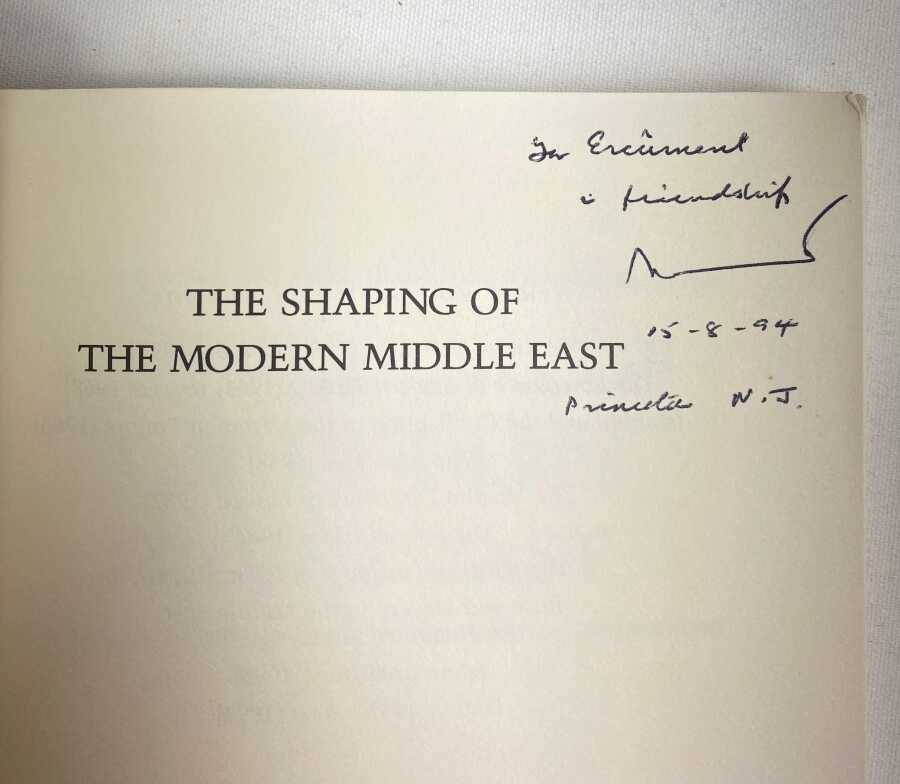 for Ercüment
in friendship
THE SHAPING OF
THE MODERN MIDDLE EAST
15-8-94
Princeton N.J.